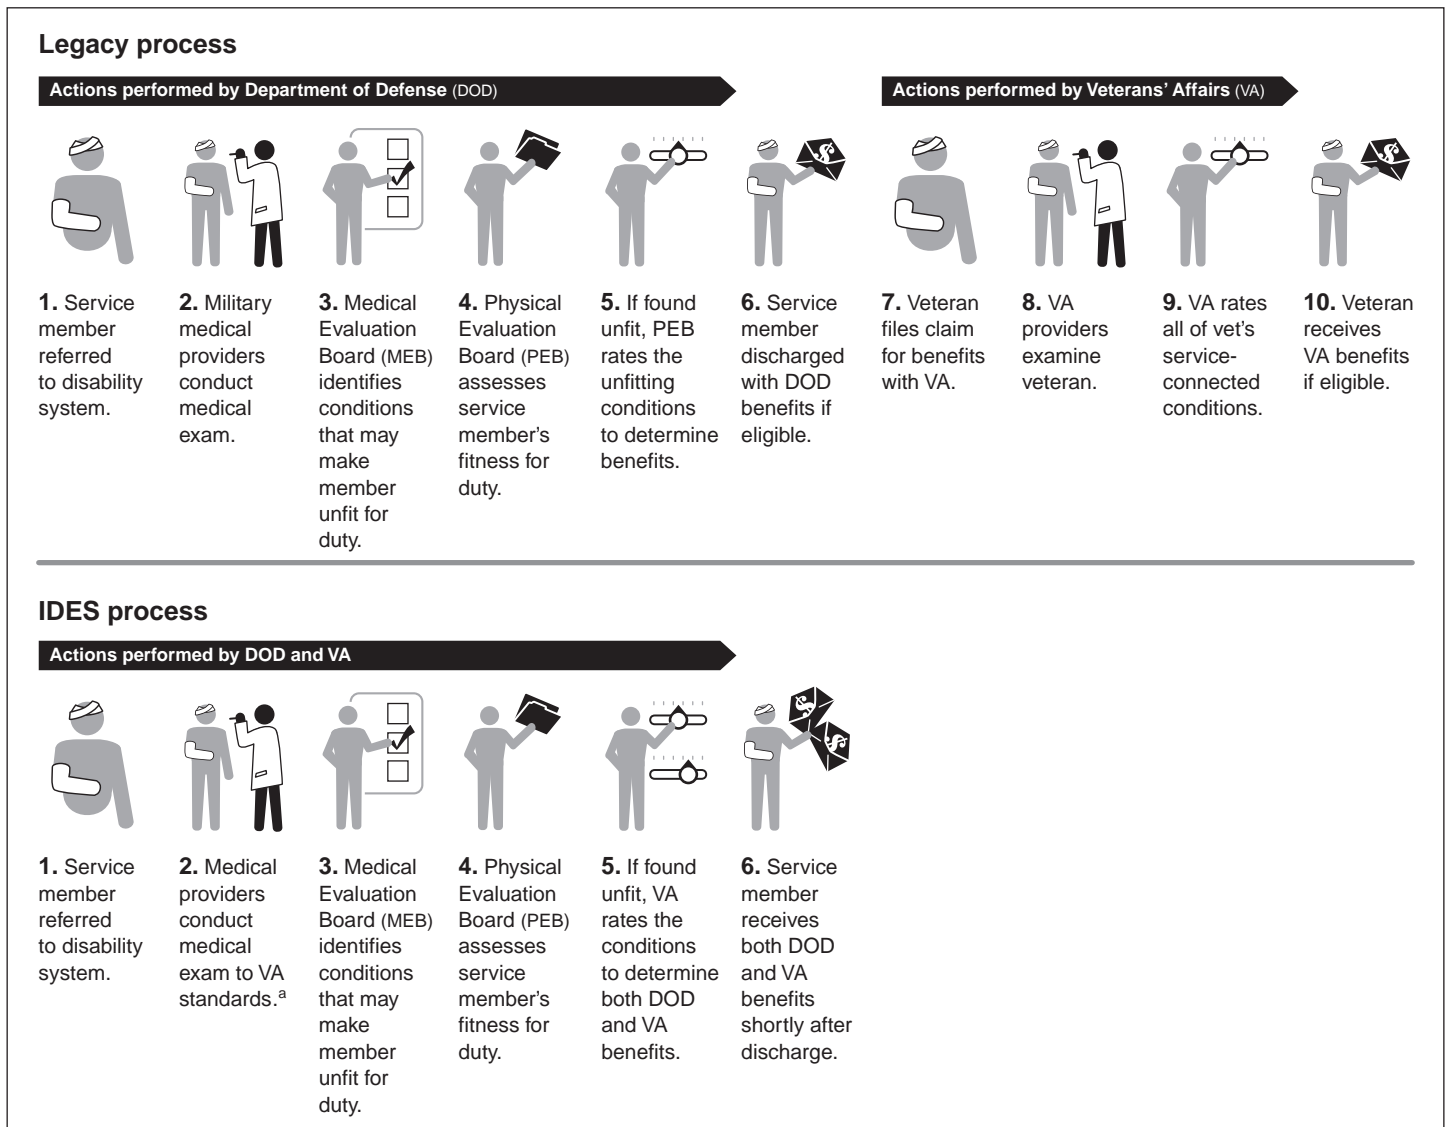 Legacy process
Actions performed by Department of Defense (DOD)
Actions performed by Veterans' Affairs (VA)
1. Service
member
referred
to disability
system.
2. Military
medical
providers
conduct
medical
exam.
3. Medical
Evaluation
Board (MEB)
identifies
conditions
that may
make
member
unfit for
duty.
4. Physical
Evaluation
Board (PEB)
assesses
service
member's
fitness for
duty.
5. If found
unfit, PEB
rates the
unfitting
conditions
to determine
benefits.
6. Service
member
discharged
with DOD
benefits if
eligible.
7. Veteran
files claim
for benefits
with VA.
8. VA
providers
examine
veteran.
9. VA rates
all of vet's
service-
connected
conditions.
10. Veteran
receives
VA benefits
if eligible.
IDES process
Actions performed by DOD and VA
1. Service
member
referred
to disability
system.
2. Medical
providers
conduct
medical
exam to VA
standards.a
3. Medical
Evaluation
Board (MEB)
identifies
conditions
that may
make
member
unfit for
duty.
4. Physical
Evaluation
Board (PEB)
assesses
service
member's
fitness for
duty.
5. If found
unfit, VA
rates the
conditions
to determine
both DOD
and VA
benefits.
6. Service
member
receives
both DOD
and VA
benefits
shortly after
discharge.